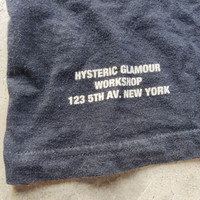 HYSTERIC GLAMOUR
WORKSHOP
123 5TH AV. NEW YORK